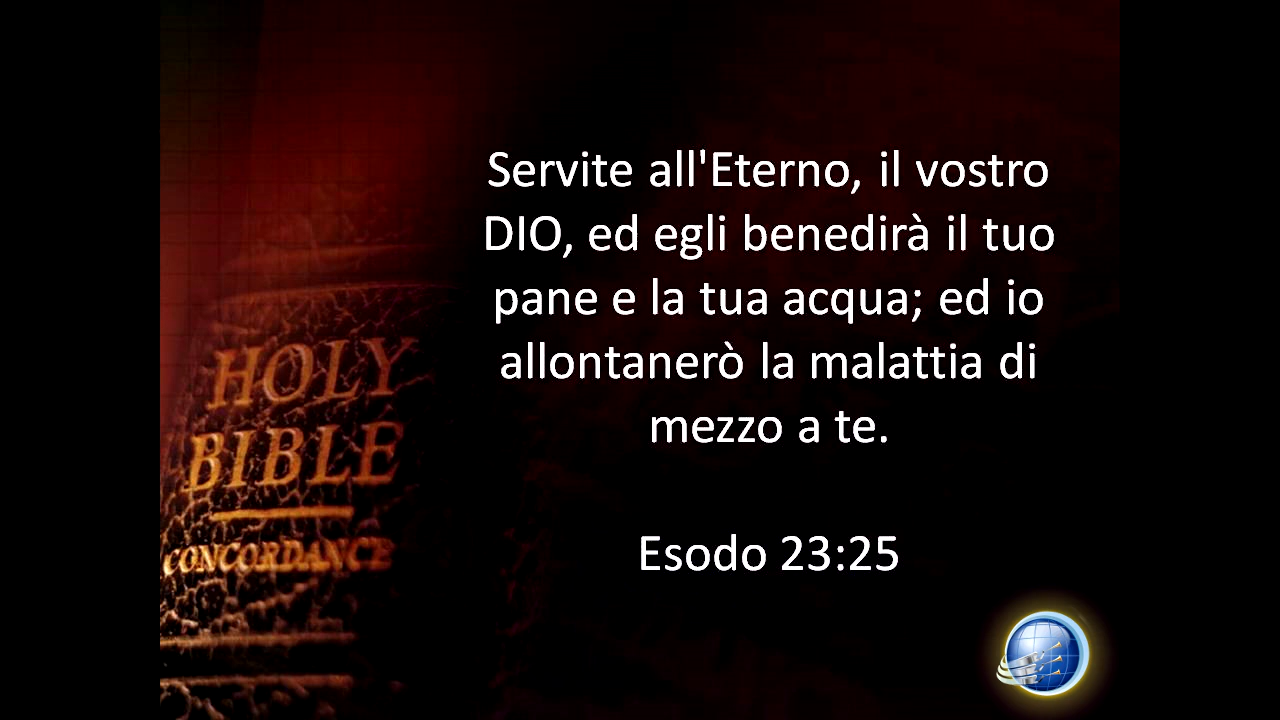 Servite all'Eterno, il vostro
DIO, ed egli benedirà il tuo
pane e la tua acqua; ed io
allontanerò la malattia di
mezzo a te.
Esodo 23:25
HOLY
BIBLE
CONCORDANCE